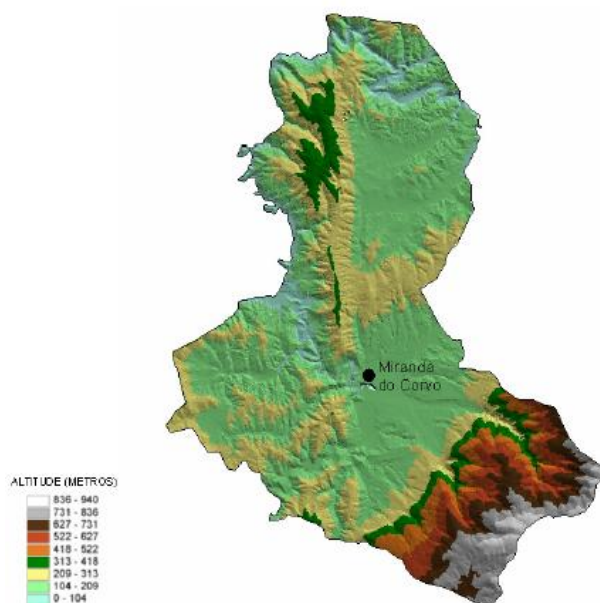 Miranda
do Corvo
ALTITUDE (METROS)
836 - 940
731 - 836
627 - 731
522 - 627
418 - 522
313 - 418
209 - 313
104 - 209
0 - 104